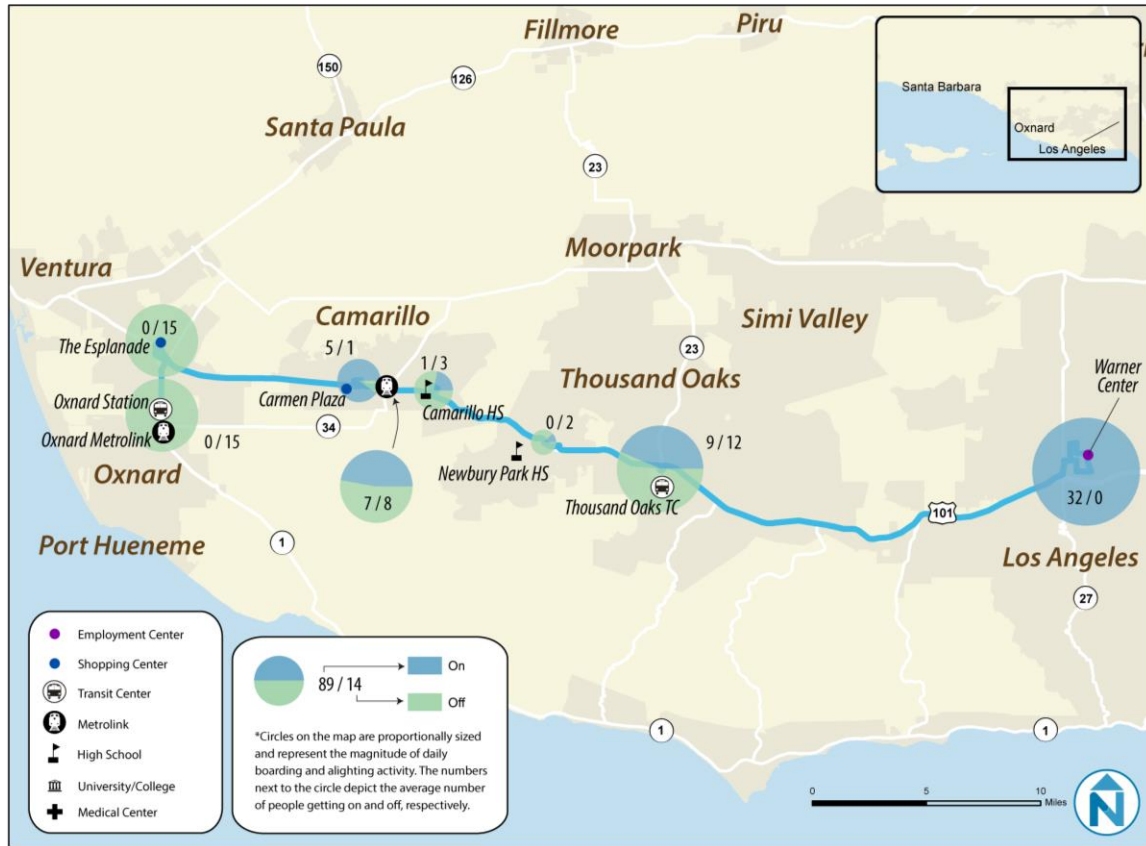 Fillmore
Piru
150
126
Santa Paula
23
Santa Barbara
Oxnard
Los Angeles
Moorpark
Ventura
Simi Valley
Camarillo
0 / 15
The Esplanade
5 / 1
1 / 3
23
Thousand Oaks
Warner
Center
Carmen Plaza
Camarillo HS
Oxnard Station
Oxnard Metrolink
0 / 15
34
0 / 2
9 / 12
Newbury Park HS
Oxnard
7 / 8
Thousand Oaks TC
32 / 0
101
Port Hueneme
1
Los Angeles
27
Employment Center
Shopping Center
Transit Center
Metrolink
High School
University/College
Medical Center
89 / 14
On
Off
*Circles on the map are proportionally sized
and represent the magnitude of daily
boarding and alighting activity. The numbers
next to the circle depict the average number
of people getting on and off, respectively.
1
1
0 5 10
Miles
N